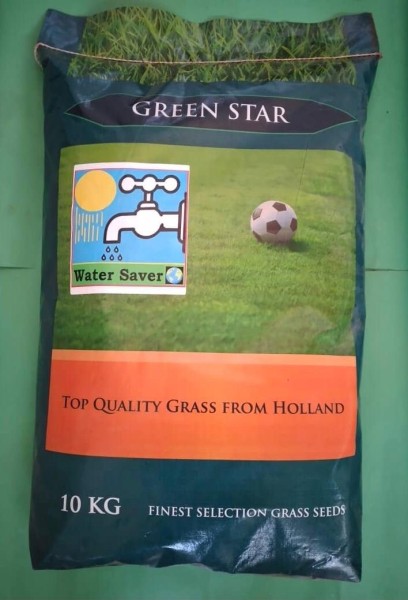 GREEN STAR
Water Saver
TOP QUALITY GRASS FROM HOLLAND
10 KG
FINEST SELECTION GRASS SEEDS